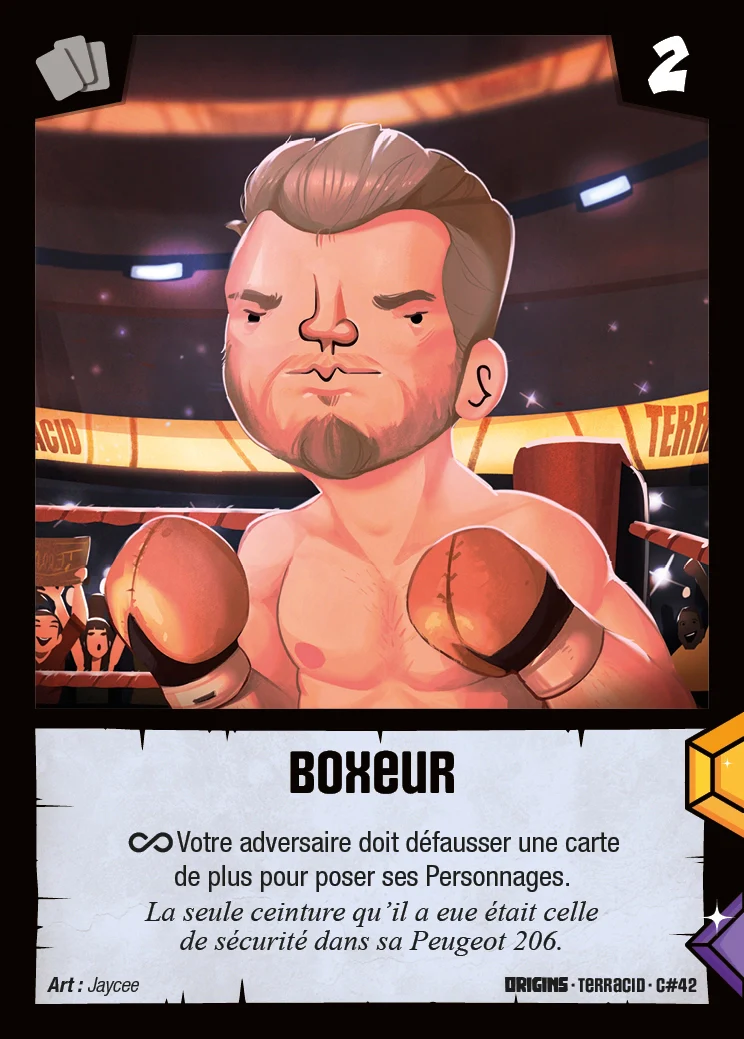 2
ACID
TERR
BOXEUR
∞ Votre adversaire doit défausser une carte
de plus pour poser ses Personnages.
La seule ceinture qu’il a eue était celle
de sécurité dans sa Peugeot 206.
Art : Jaycee
ORIGINS · TERRACID · C#42